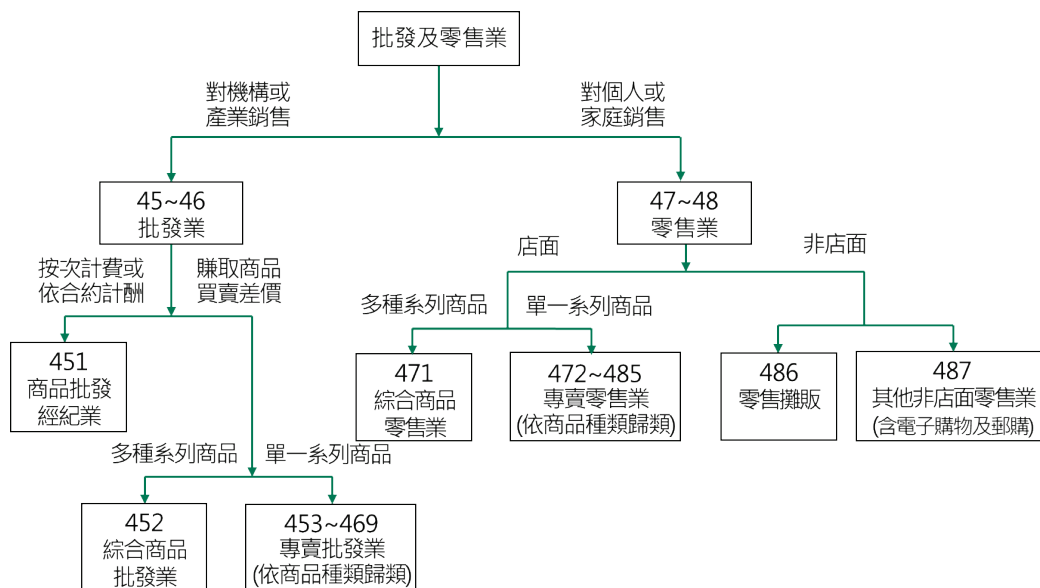 批發及零售業
對機構或
產業銷售
對個人或
家庭銷售
45~46
批發業
47~48
零售業
按次計費或
依合約計酬
賺取商品
買賣差價
店面
非店面
多種系列商品
單一系列商品
451
商品批發
經紀業
471
綜合商品
零售業
472~485
專賣零售業
(依商品種類歸類)
486
零售攤販
487
其他非店面零售業
(含電子購物及郵購)
多種系列商品
單一系列商品
452
綜合商品
批發業
453~469
專賣批發業
(依商品種類歸類)